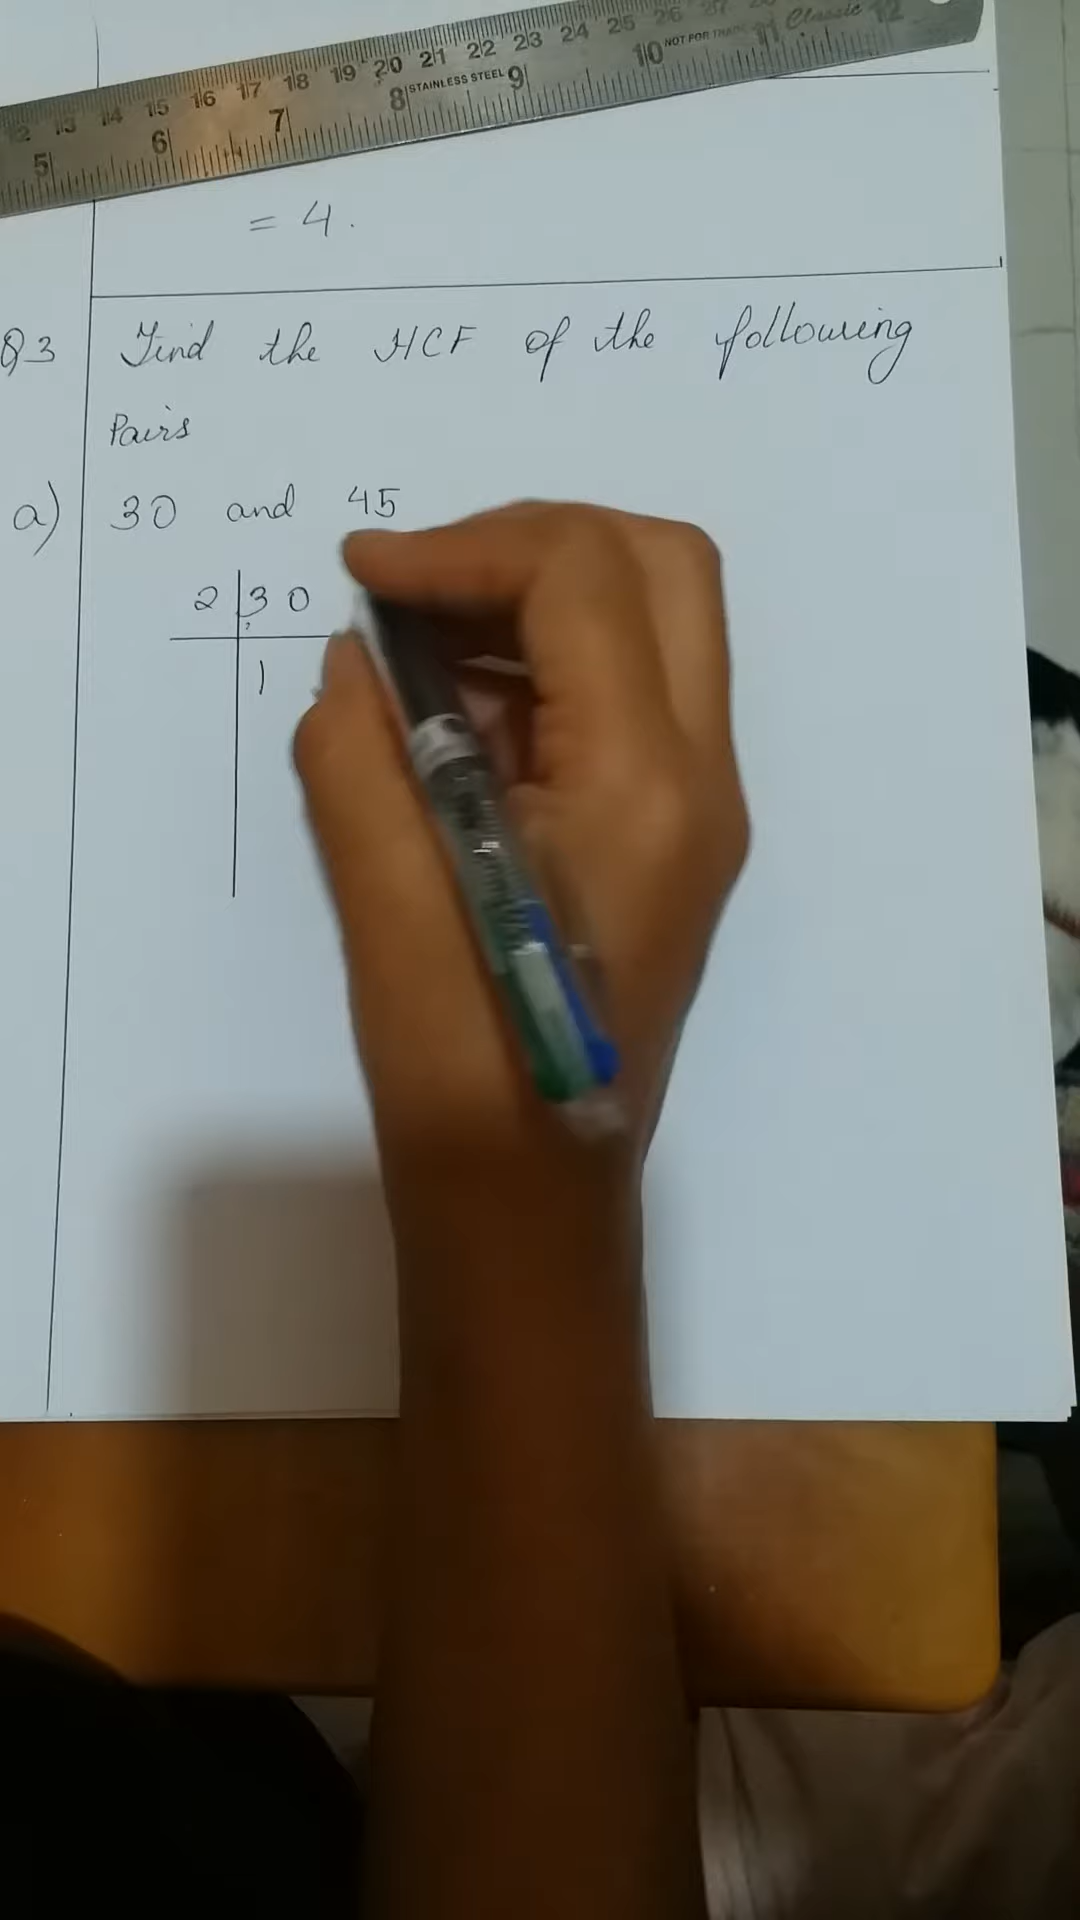 12 13 14 15 16 17 18 19 20 21 22 23 24 25 26 27
5 6 7 8 STAINLESS STEEL 9 10 NOT FOR TRADE 11 Classic 12
= 4.
Q3 Find the HCF of the following
Pairs
a) 30 and 45
2 30
1